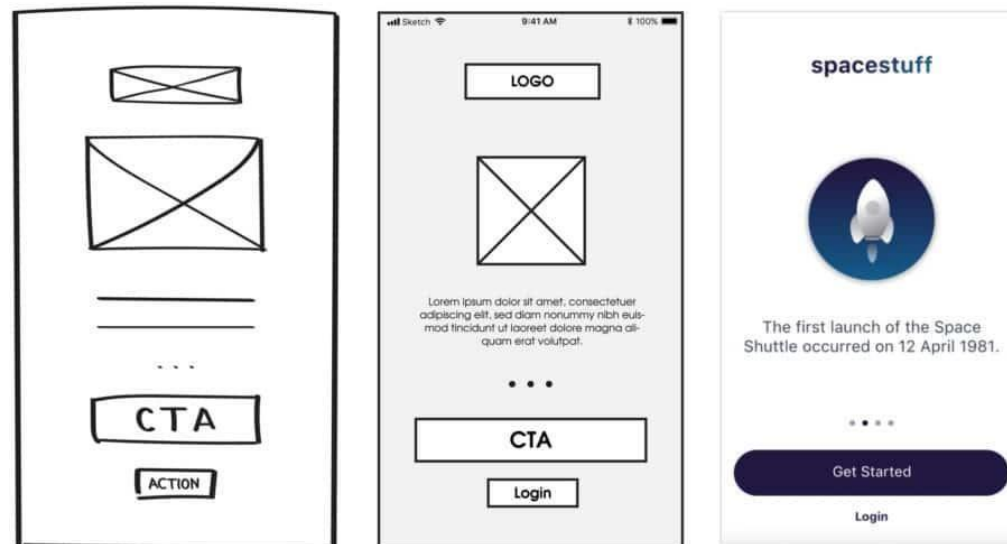 CTA
ACTION
Sketch
9:41 AM
100%
LOGO
Lorem ipsum dolor sit amet, consectetuer
adipiscing elit, sed diam nonummy nibh euis-
mod tincidunt ut laoreet dolore magna ali-
quam erat volutpat.
CTA
Login
spacestuff
The first launch of the Space
Shuttle occurred on 12 April 1981.
Get Started
Login